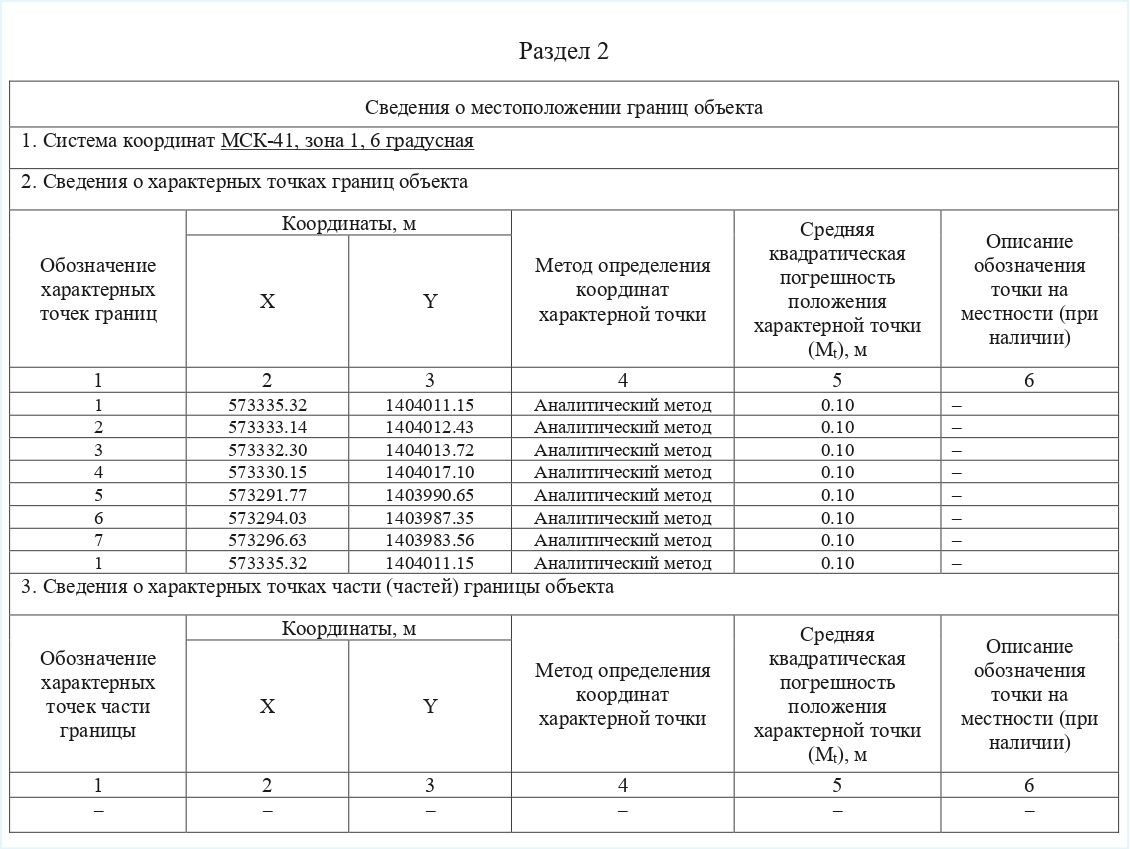 Раздел 2
Сведения о местоположении границ объекта
1. Система координат МСК-41, зона 1, 6 градусная
2. Сведения о характерных точках границ объекта
Обозначение характерных точек границ
Координаты, м
X
Y
Метод определения координат характерной точки
Средняя квадратическая погрешность положения характерной точки (Mt), м
Описание обозначения точки на местности (при наличии)
1 2 3 4 5 6
1 573335.32 1404011.15 Аналитический метод 0.10 –
2 573333.14 1404012.43 Аналитический метод 0.10 –
3 573332.30 1404013.72 Аналитический метод 0.10 –
4 573330.15 1404017.10 Аналитический метод 0.10 –
5 573291.77 1403990.65 Аналитический метод 0.10 –
6 573294.03 1403987.35 Аналитический метод 0.10 –
7 573296.63 1403983.56 Аналитический метод 0.10 –
1 573335.32 1404011.15 Аналитический метод 0.10 –
3. Сведения о характерных точках части (частей) границы объекта
Обозначение характерных точек части границы
Координаты, м
X
Y
Метод определения координат характерной точки
Средняя квадратическая погрешность положения характерной точки (Mt), м
Описание обозначения точки на местности (при наличии)
1 2 3 4 5 6
– – – – – –